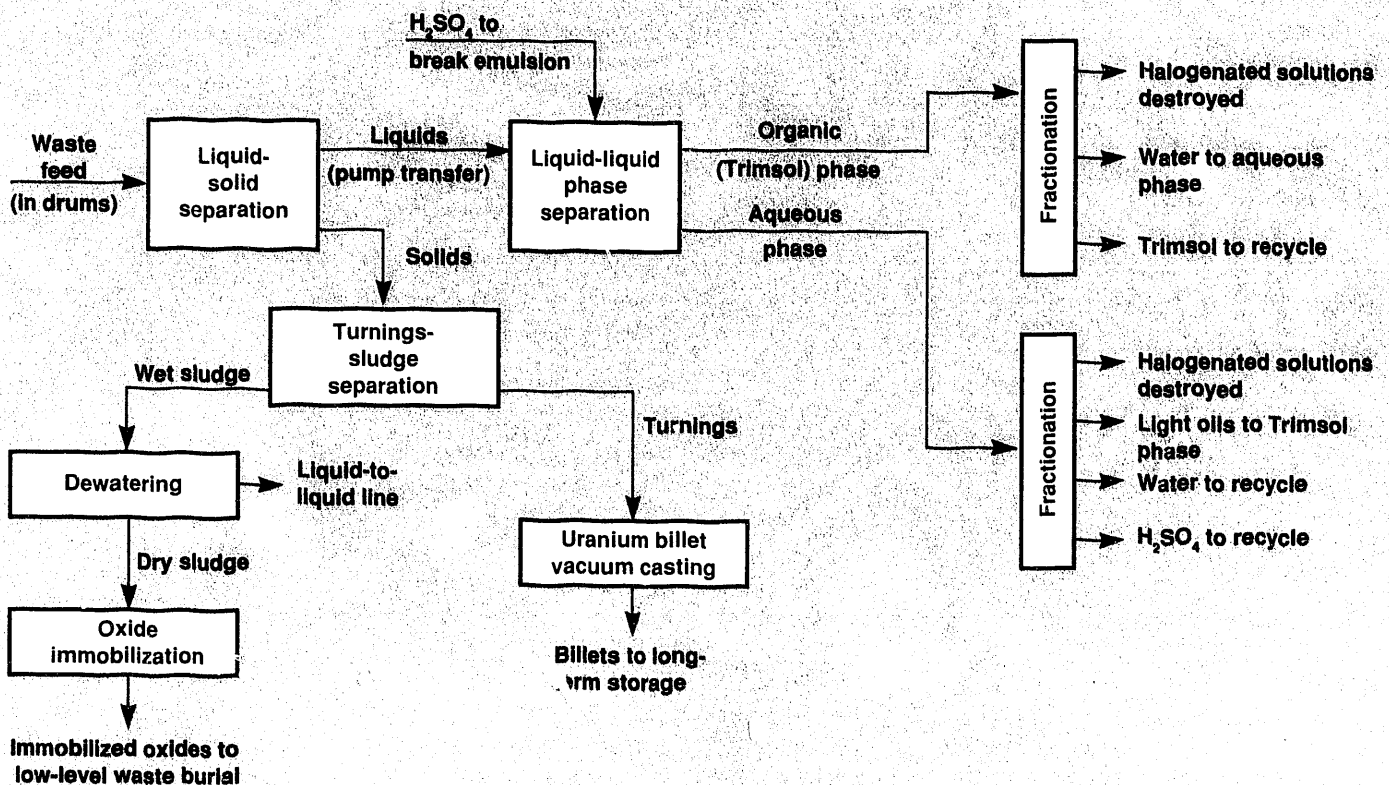 H₂SO₄ to
break emulsion
Waste
feed
(in drums)
Liquid-
solid
separation
Liquids
(pump transfer)
Liquid-liquid
phase
separation
Organic
(Trimsol) phase
Aqueous
phase
Fractionation
Halogenated solutions
destroyed
Water to aqueous
phase
Trimsol to recycle
Solids
Turnings-
sludge
separation
Wet sludge
Turnings
Dewatering
Liquid-to-
liquid line
Dry sludge
Oxide
immobilization
Immobilized oxides to
low-level waste burial
Uranium billet
vacuum casting
Billets to long-
storage
Fractionation
Halogenated solutions
destroyed
Light oils to Trimsol
phase
Water to recycle
H₂SO₄ to recycle